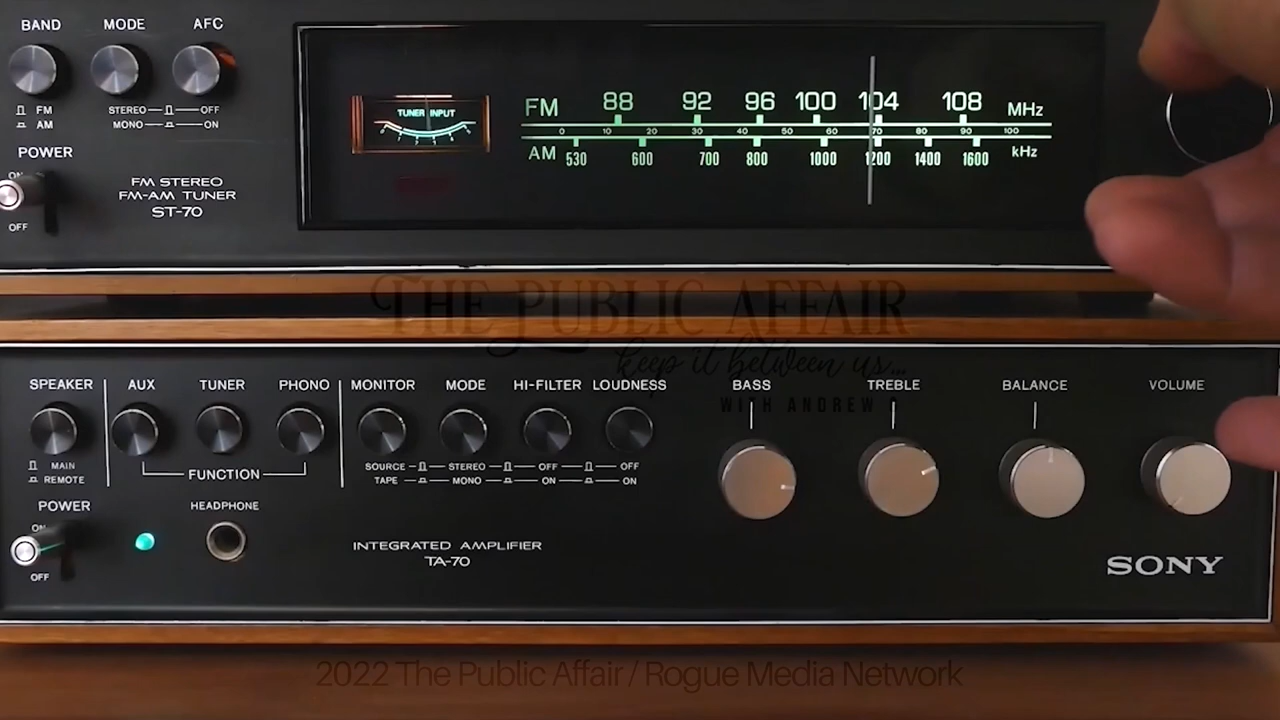 BAND MODE AFC
FM 88 92 96 100 104 108 MHz
0 10 20 30 40 50 60 70 80 90 100
AM 530 600 700 800 1000 1200 1400 1600 kHz
TUNER INPUT
FM STEREO OFF
AM MONO ON
POWER
ON
OFF
FM STEREO
FM-AM TUNER
ST-70
THE PUBLIC AFFAIR
keep it between us...
WITH ANDREW G
SPEAKER AUX TUNER PHONO MONITOR MODE HI-FILTER LOUDNESS BASS TREBLE BALANCE VOLUME
MAIN SOURCE STEREO OFF OFF
REMOTE FUNCTION TAPE MONO ON ON
POWER HEADPHONE
ON
OFF
INTEGRATED AMPLIFIER
TA-70
SONY
2022 The Public Affair / Rogue Media Network